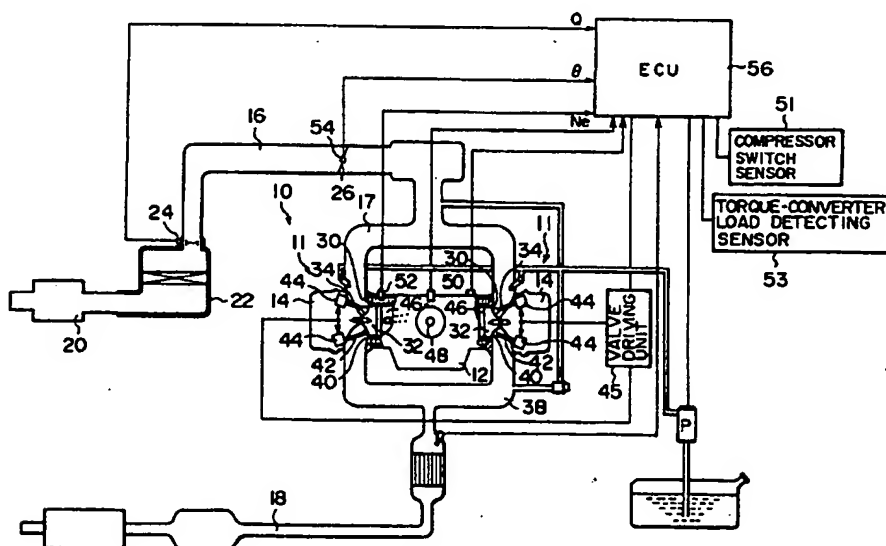 Q
ECU
56
θ
51
16
54
Ne
COMPRESSOR
SWITCH
SENSOR
26
10
17
24
TORQUE-CONVERTER
LOAD DETECTING
SENSOR
11
30
30
11
34
34
53
14
52
50
14
44
46
46
44
22
32
32
20
44
48
44
VALVE
DRIVING
UNIT
42
42
40
12
40
45
38
P
18